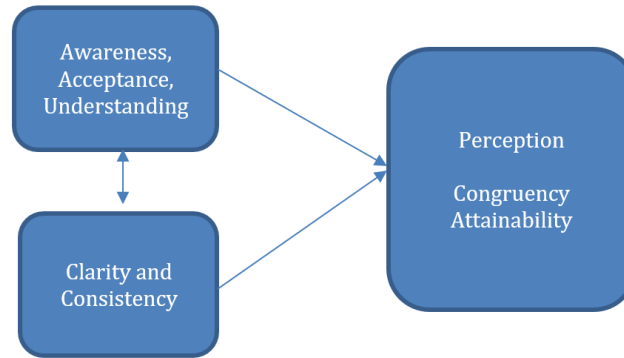 Awareness,
Acceptance,
Understanding
Clarity and
Consistency
Perception
Congruency
Attainability